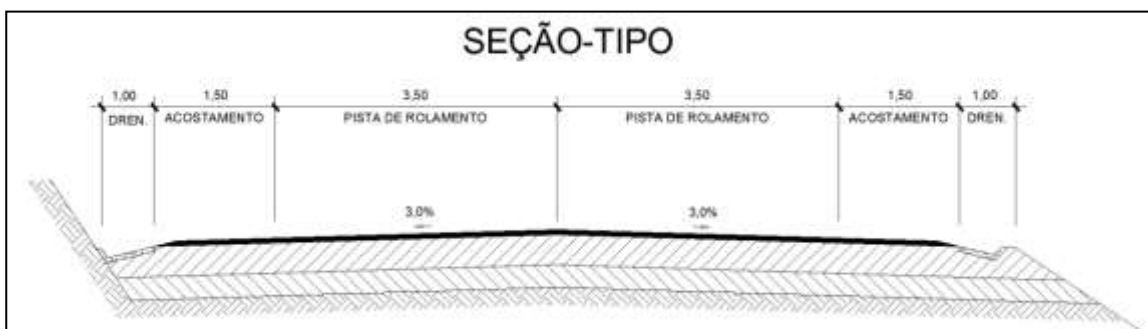 SEÇÃO-TIPO
1,00 1,50 3,50 3,50 1,50 1,00
DREN. ACOSTAMENTO PISTA DE ROLAMENTO PISTA DE ROLAMENTO ACOSTAMENTO DREN.
3,0% 3,0%